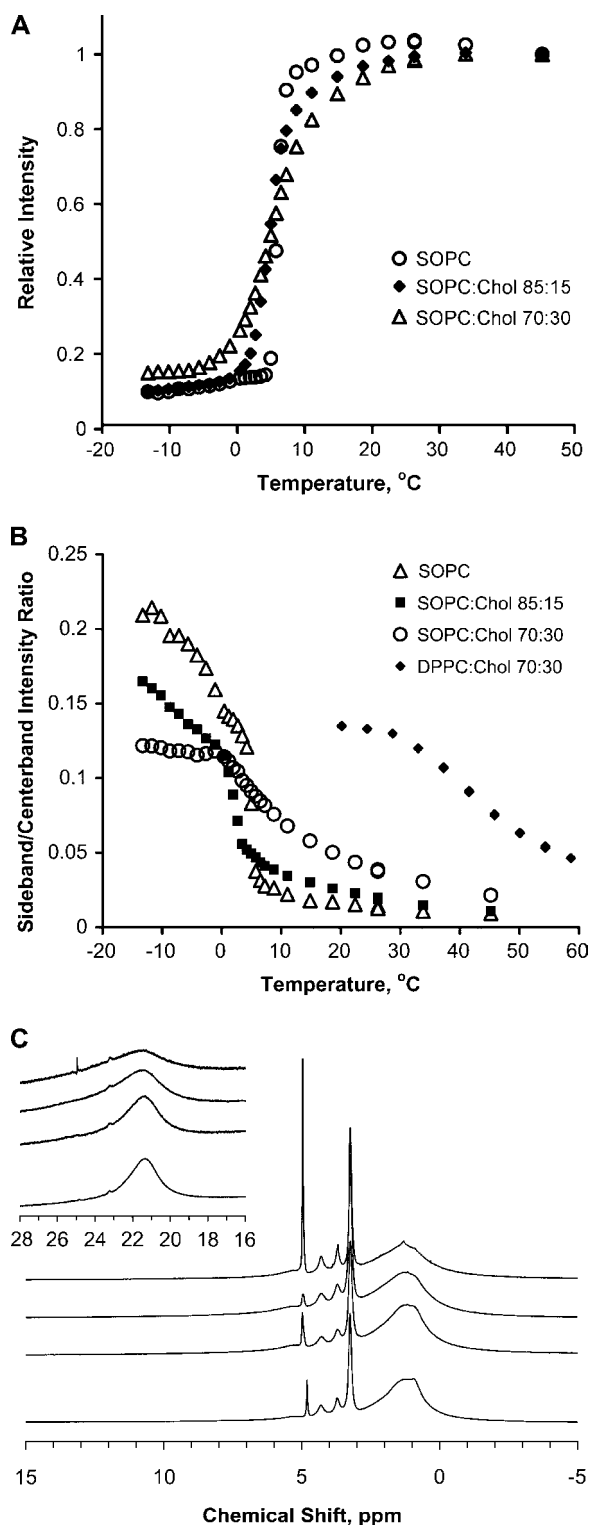 A
Relative Intensity
1
0.8
0.6
0.4
0.2
0
SOPC
SOPC:Chol 85:15
SOPC:Chol 70:30
-20 -10 0 10 20 30 40 50
Temperature, °C
B
Sideband/Centerband Intensity Ratio
0.25
0.2
0.15
0.1
0.05
0
SOPC
SOPC:Chol 85:15
SOPC:Chol 70:30
DPPC:Chol 70:30
-20 -10 0 10 20 30 40 50 60
Temperature, °C
C
28 26 24 22 20 18 16
15 10 5 0 -5
Chemical Shift, ppm